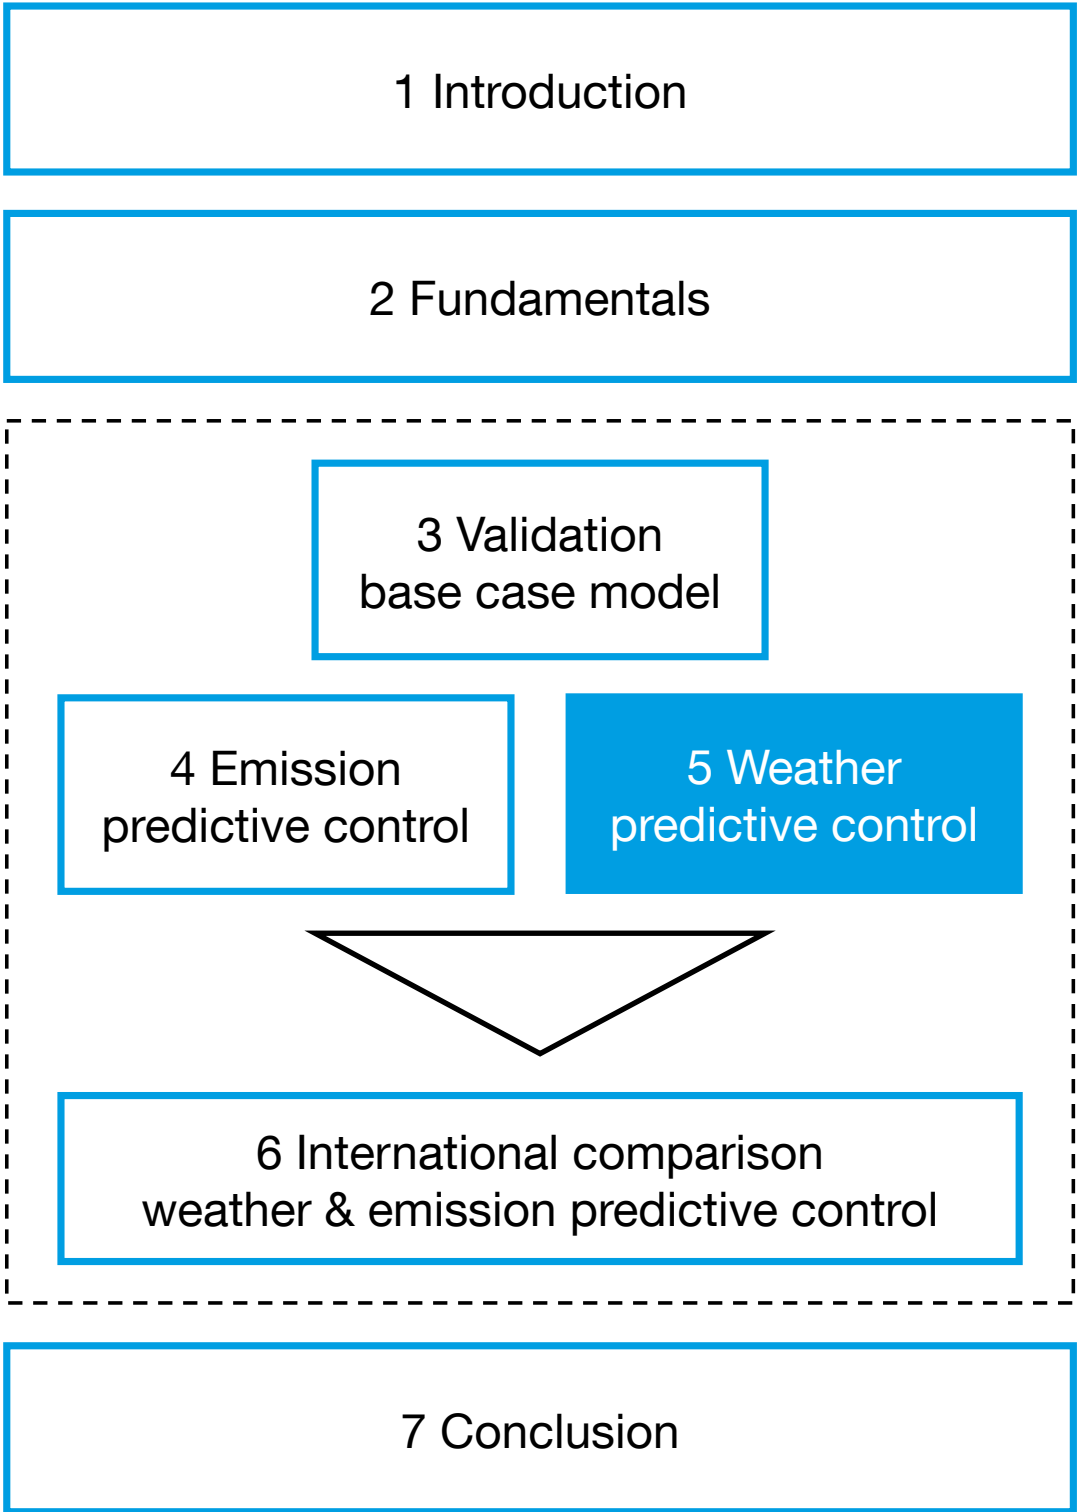 1 Introduction
2 Fundamentals
3 Validation
base case model
4 Emission
predictive control
5 Weather
predictive control
6 International comparison
weather & emission predictive control
7 Conclusion